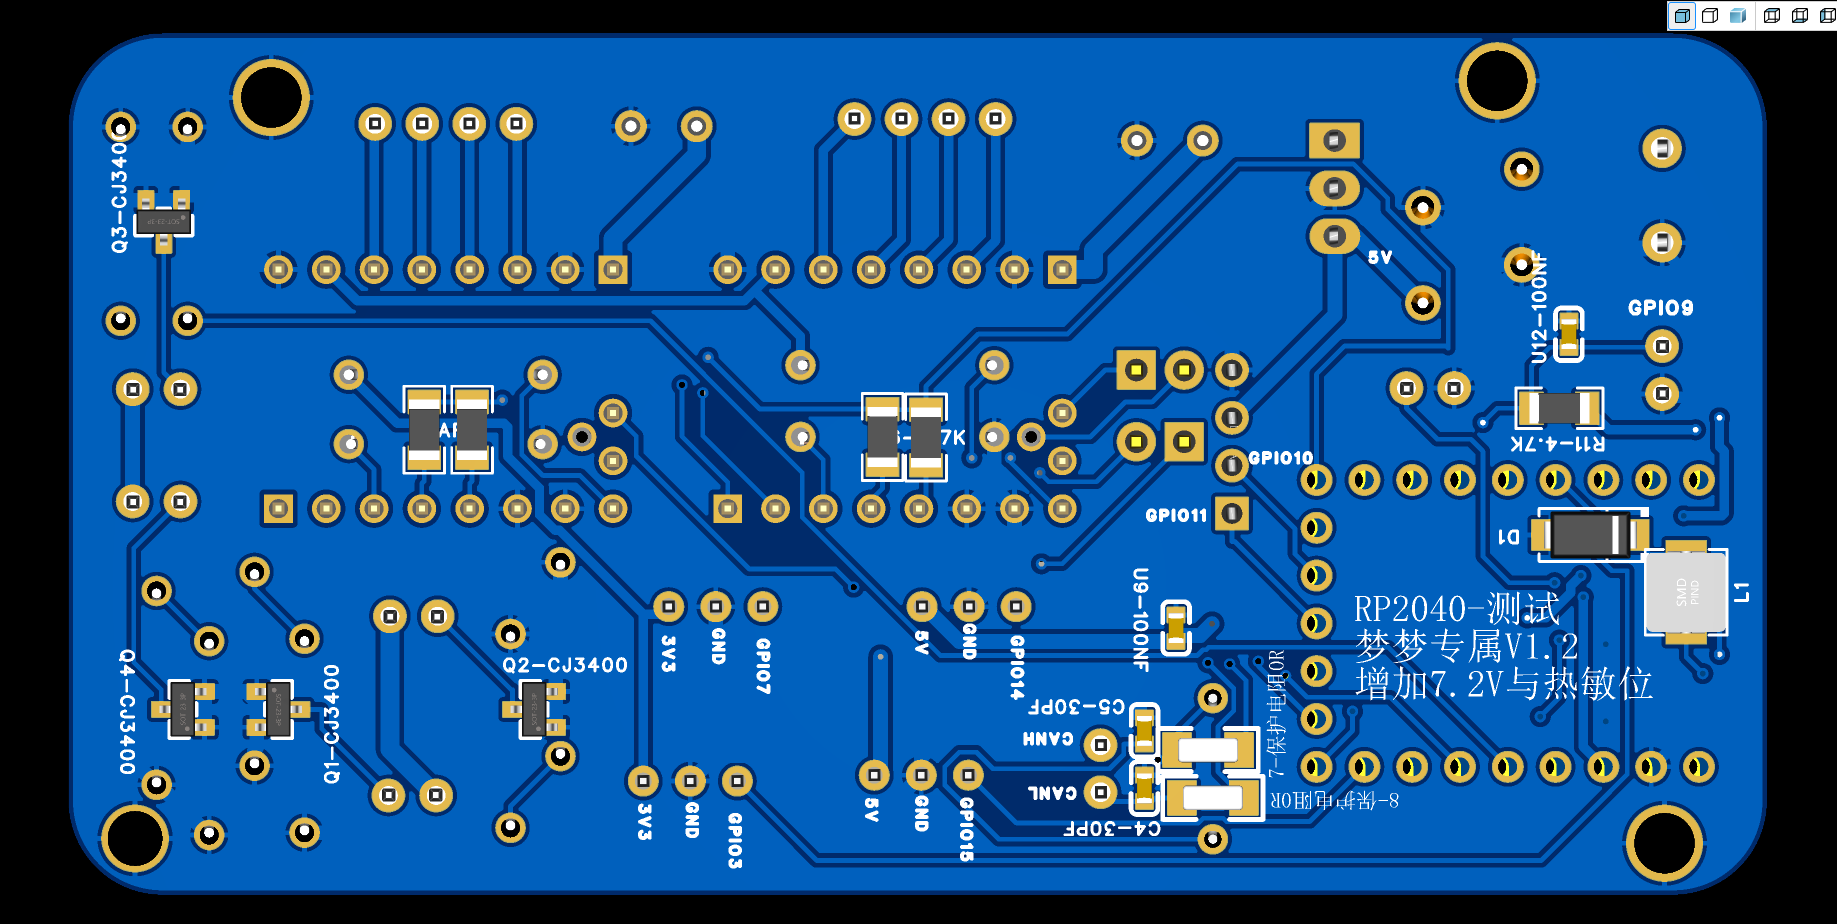 Q3-CJ340
5V
U12-100NF
GPIO9
R11-4.7K
GPIO10
GPIO11
D1
SMD
PIND
L1
U9-100NF
RP2040-测试
梦梦专属V1.2
增加7.2V与热敏位
3V3
GND
GPIO7
5V
GND
GPIO14
Q4-CJ3400
Q1-CJ3400
Q2-CJ3400
C5-30PF
CANH
CANL
C4-30PF
7-保护电阻0R
8-保护电阻0R
3V3
GND
GPIO3
5V
GND
GPIO15